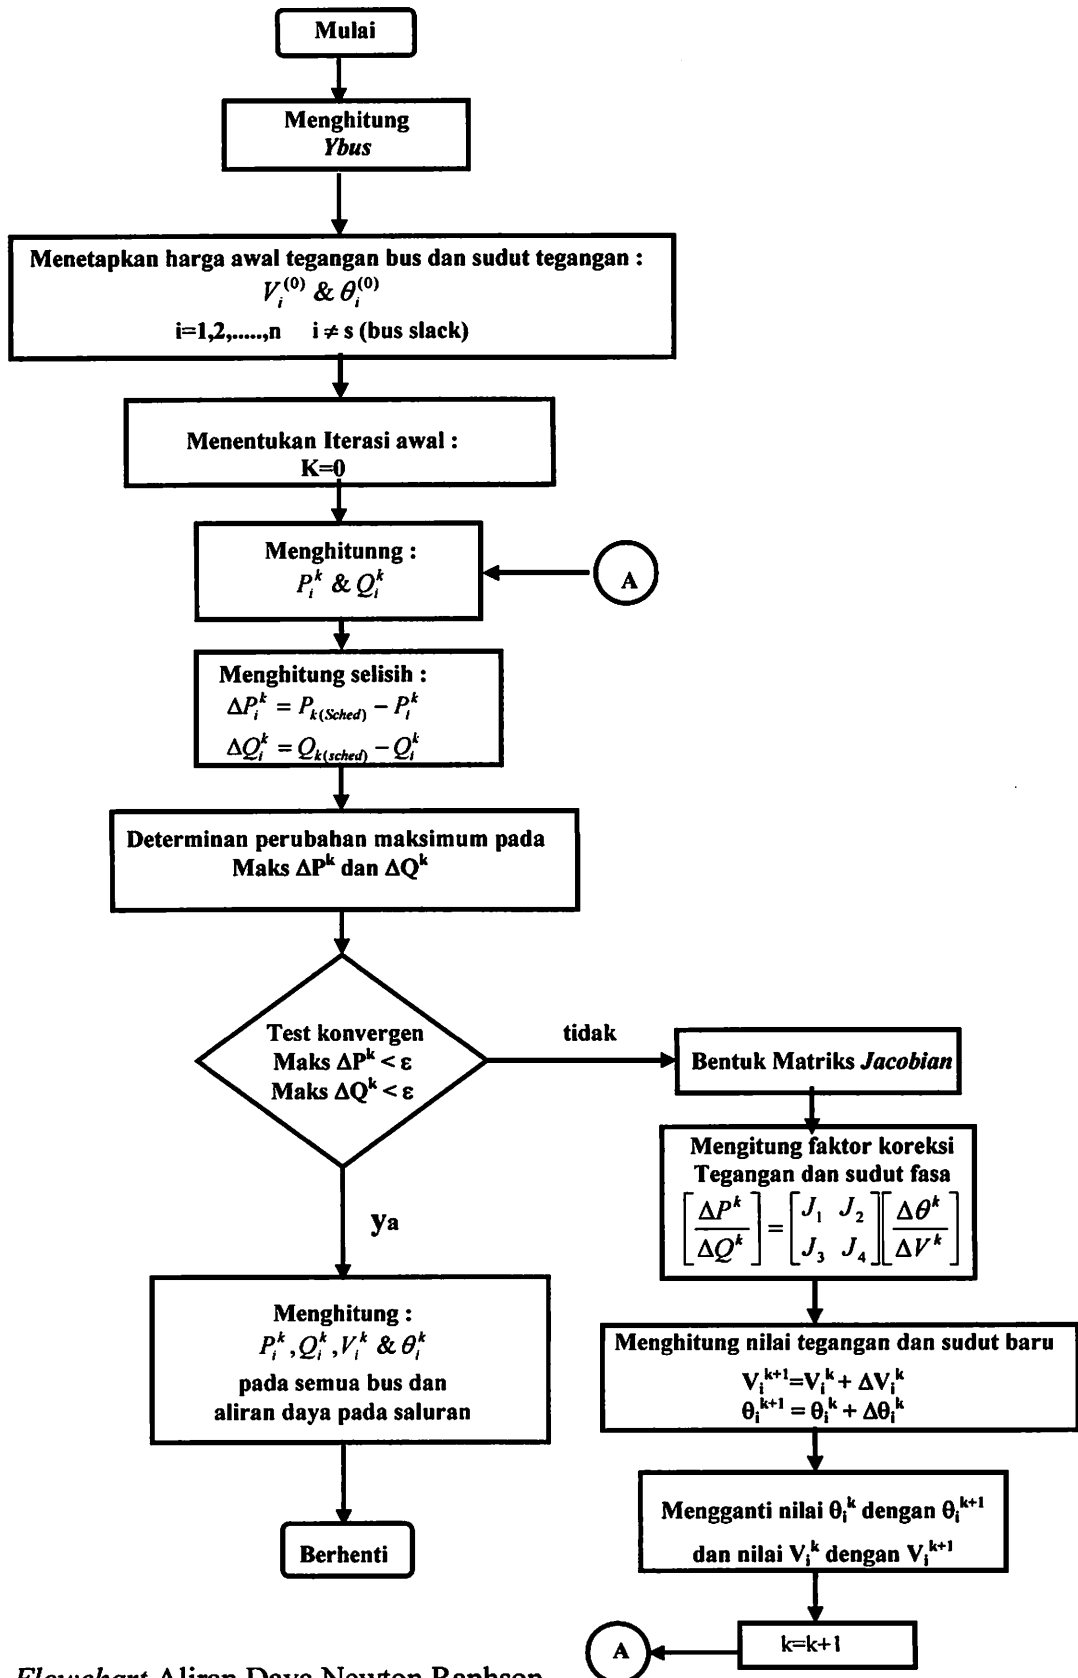 Mulai
Menghitung
Ybus
Menetapkan harga awal tegangan bus dan sudut tegangan :
V_i^(0) & θ_i^(0)
i=1,2,.....,n i ≠ s (bus slack)
Menentukan Iterasi awal :
K=0
Menghitunng :
P_i^k & Q_i^k
A
Menghitung selisih :
ΔP_i^k = P_k(Sched) − P_i^k
ΔQ_i^k = Q_k(sched) − Q_i^k
Determinan perubahan maksimum pada
Maks ΔP^k dan ΔQ^k
Test konvergen
Maks ΔP^k < ε
Maks ΔQ^k < ε
tidak
ya
Bentuk Matriks Jacobian
Mengitung faktor koreksi
Tegangan dan sudut fasa
[ΔP^k / ΔQ^k] = [J_1 J_2 / J_3 J_4] [Δθ^k / ΔV^k]
Menghitung nilai tegangan dan sudut baru
V_i^k+1=V_i^k + ΔV_i^k
θ_i^k+1 = θ_i^k + Δθ_i^k
Mengganti nilai θ_i^k dengan θ_i^k+1
dan nilai V_i^k dengan V_i^k+1
k=k+1
A
Menghitung :
P_i^k, Q_i^k, V_i^k & θ_i^k
pada semua bus dan
aliran daya pada saluran
Berhenti
Flowchart Aliran Daya Newton Raphson